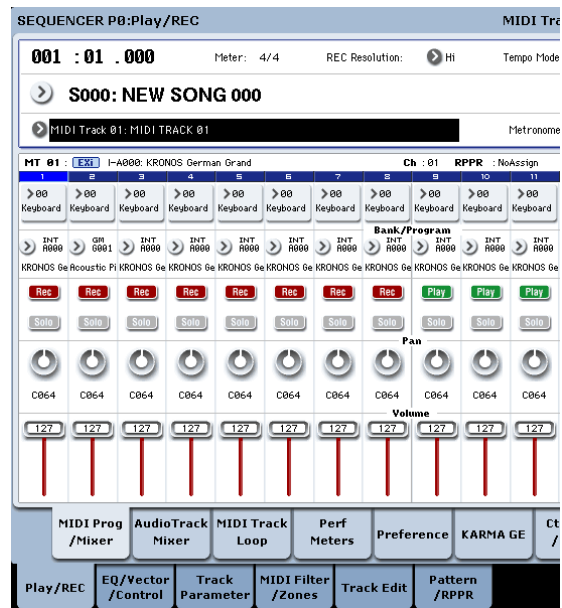 SEQUENCER P0:Play/REC MIDI Tra
001 : 01 . 000 Meter: 4/4 REC Resolution: Hi Tempo Mode
S000: NEW SONG 000
MIDI Track 01: MIDI TRACK 01 Metronome
MT 01 : EXi I-A000: KRONOS German Grand Ch : 01 RPPR : NoAssign
1 2 3 4 5 6 7 8 9 10 11
00 00 00 00 00 00 00 00 00 00 00
Keyboard Keyboard Keyboard Keyboard Keyboard Keyboard Keyboard Keyboard Keyboard Keyboard Keyboard
Bank/Program
INT GM INT INT INT INT INT INT INT INT INT
A000 G001 A000 A000 A000 A000 A000 A000 A000 A000 A000
KRONOS Ge Acoustic Pi KRONOS Ge KRONOS Ge KRONOS Ge KRONOS Ge KRONOS Ge KRONOS Ge KRONOS Ge KRONOS Ge KRONOS Ge
Rec Rec Rec Rec Rec Rec Rec Rec Play Play Play
Solo Solo Solo Solo Solo Solo Solo Solo Solo Solo Solo
Pan
C064 C064 C064 C064 C064 C064 C064 C064 C064 C064 C064
Volume
127 127 127 127 127 127 127 127 127 127 127
MIDI Prog AudioTrack MIDI Track Perf Preference KARMA GE Ct
/Mixer Mixer Loop Meters /
Play/REC EQ/Vector Track MIDI Filter Track Edit Pattern
/Control Parameter /Zones /RPPR